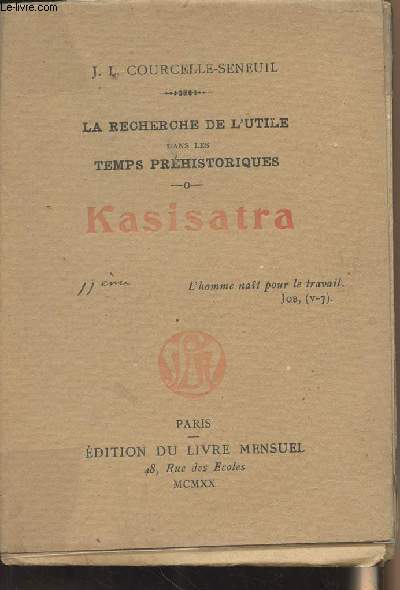 © Le-livre.com
J. L. COURCELLE-SENEUIL
LA RECHERCHE DE L'UTILE
DANS LES
TEMPS PRÉHISTORIQUES
—o—
Kasisatra
L'homme naît pour le travail.
JOB, (V-7).
PARIS
ÉDITION DU LIVRE MENSUEL
48, Rue des Ecoles
MCMXX